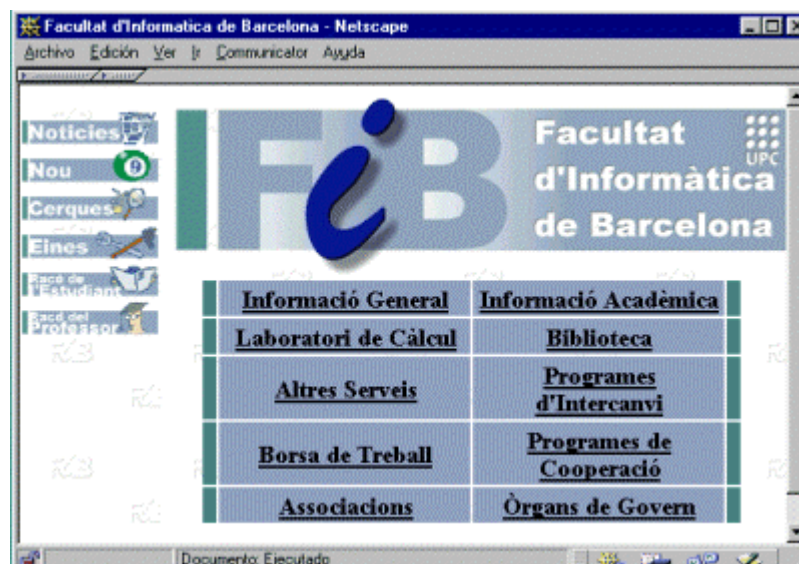 Facultat d'Informatica de Barcelona - Netscape
Archivo Edición Ver Ir Communicator Ayuda
Noticies
Nou
9
Cerques
Eines
Racó de
l'Estudiant
Racó del
Professor
FiB
Facultat
d'Informàtica
de Barcelona
UPC
Informació General Informació Acadèmica
Laboratori de Càlcul Biblioteca
Altres Serveis Programes
d'Intercanvi
Borsa de Treball Programes de
Cooperació
Associacions Òrgans de Govern
Documento: Ejecutado